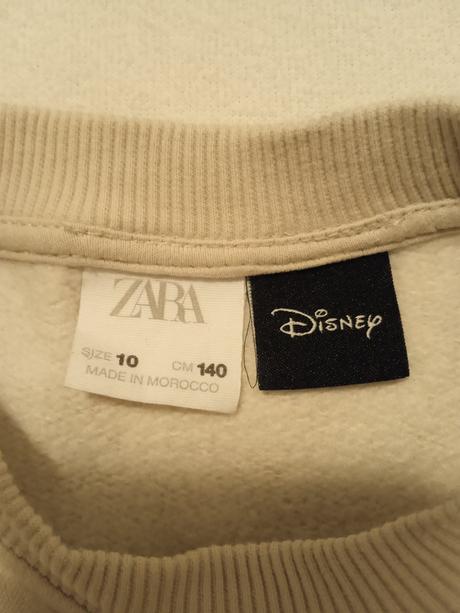 ZARA
SIZE 10 CM 140
MADE IN MOROCCO
Disney